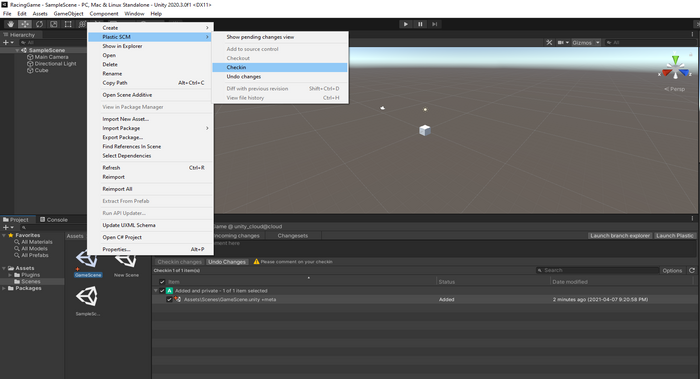 RacingGame - SampleScene - PC, Mac & Linux Standalone - Unity 2020.3.0f1 <DX11>
File Edit Assets GameObject Component Window Help
Hierarchy
All
SampleScene
Main Camera
Directional Light
Cube
Create
Plastic SCM
Show in Explorer
Open
Delete
Rename
Copy Path Alt+Ctrl+C
Open Scene Additive
View in Package Manager
Import New Asset...
Import Package
Export Package...
Find References In Scene
Select Dependencies
Refresh Ctrl+R
Reimport
Reimport All
Extract From Prefab
Run API Updater...
Update UXML Schema
Open C# Project
Properties... Alt+P
Show pending changes view
Add to source control
Checkout
Checkin
Undo changes
Diff with previous revision Shift+Ctrl+D
View file history Ctrl+H
Gizmos All
Persp
Project Console
Favorites
All Materials
All Models
All Prefabs
Assets
Plugins
Scenes
Packages
Assets
GameScene
New Scene
SampleSc...
ame @ unity_cloud@cloud
ncoming changes Changesets Launch branch explorer Launch Plastic
ent here
Checkin changes Undo Changes Please comment on your checkin
Checkin 1 of 1 item(s) Search Options
Item Status Date modified
Added and private - 1 of 1 item selected
Assets\Scenes\GameScene.unity +meta Added 2 minutes ago (2021-04-07 9:20:58 PM)